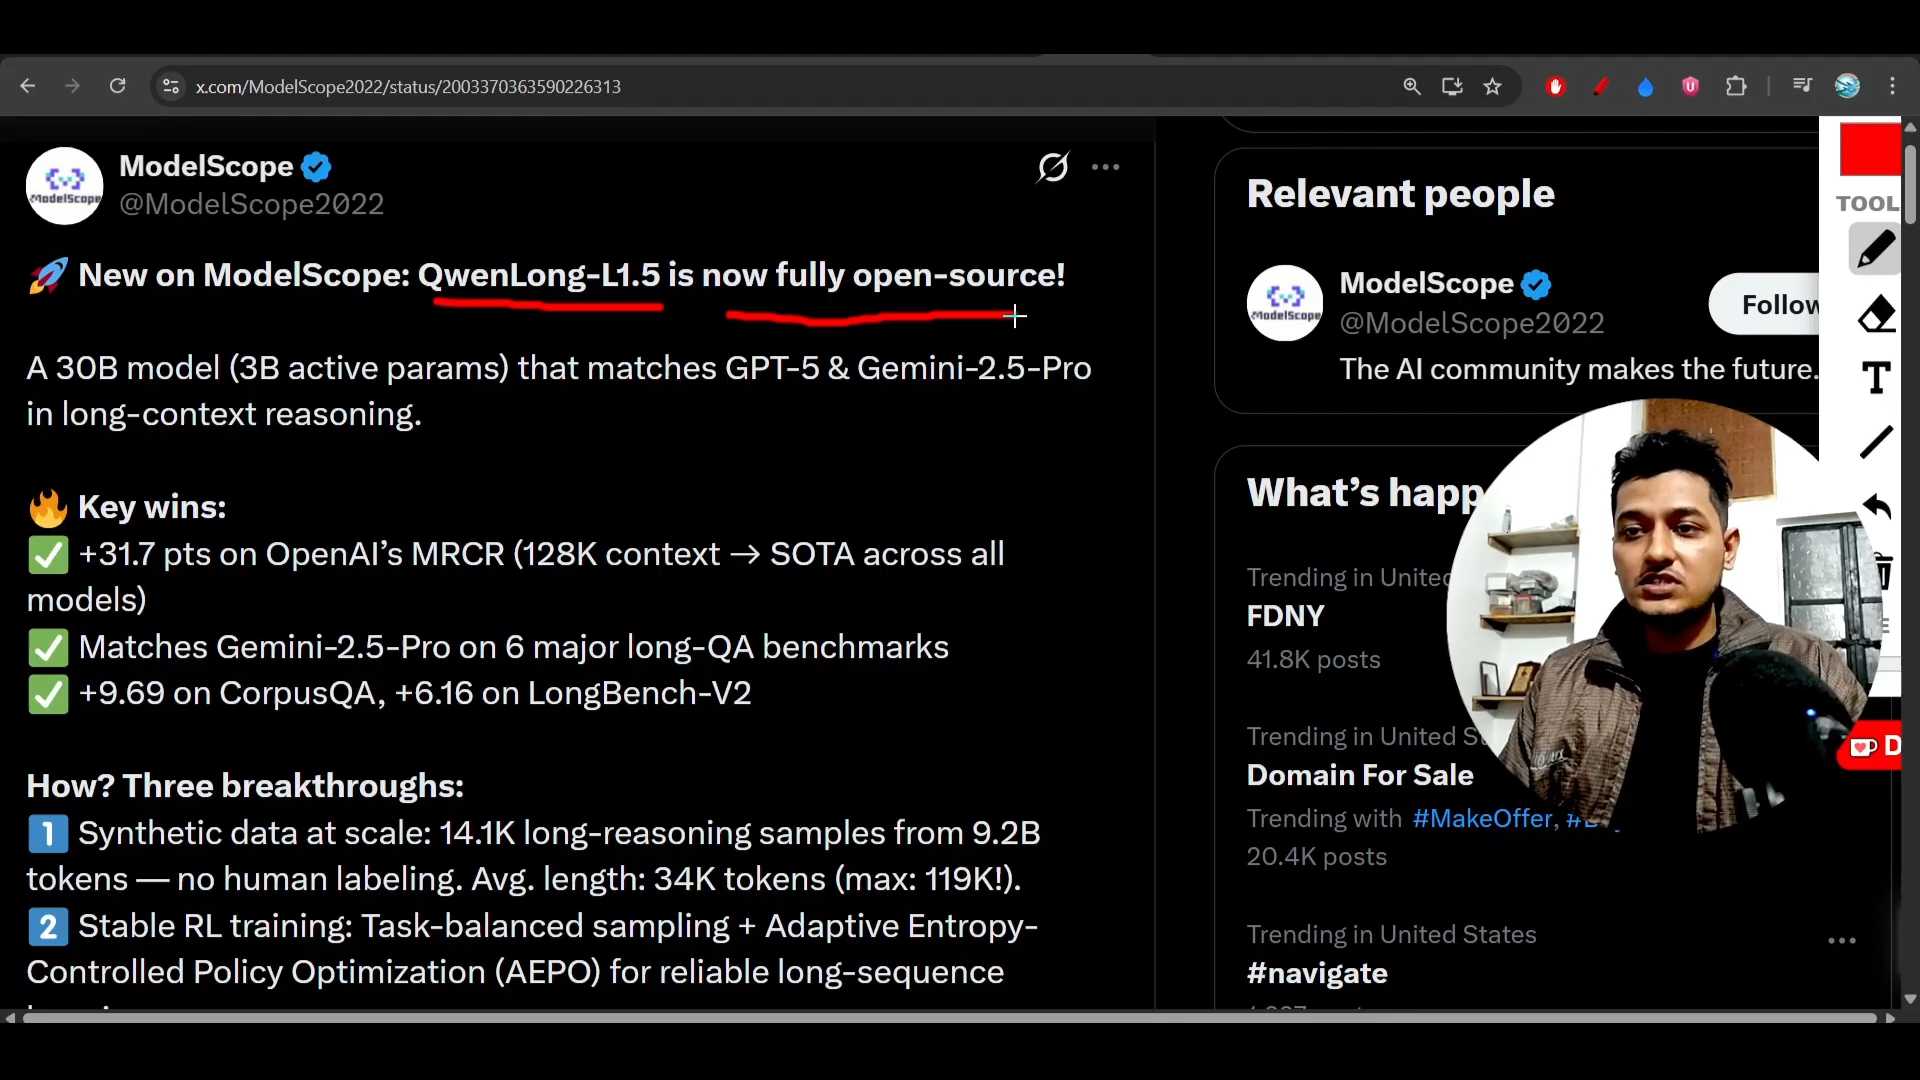 x.com/ModelScope2022/status/2003370363590226313
ModelScope
@ModelScope2022
🚀 New on ModelScope: QwenLong-L1.5 is now fully open-source!
A 30B model (3B active params) that matches GPT-5 & Gemini-2.5-Pro
in long-context reasoning.
🔥 Key wins:
✅ +31.7 pts on OpenAI’s MRCR (128K context → SOTA across all
models)
✅ Matches Gemini-2.5-Pro on 6 major long-QA benchmarks
✅ +9.69 on CorpusQA, +6.16 on LongBench-V2
How? Three breakthroughs:
1️⃣ Synthetic data at scale: 14.1K long-reasoning samples from 9.2B
tokens — no human labeling. Avg. length: 34K tokens (max: 119K!).
2️⃣ Stable RL training: Task-balanced sampling + Adaptive Entropy-
Controlled Policy Optimization (AEPO) for reliable long-sequence
Relevant people
ModelScope
@ModelScope2022
Follow
The AI community makes the future.
What’s happ
Trending in United
FDNY
41.8K posts
Trending in United S
Domain For Sale
Trending with #MakeOffer,
20.4K posts
Trending in United States
#navigate
TOOL
T
D